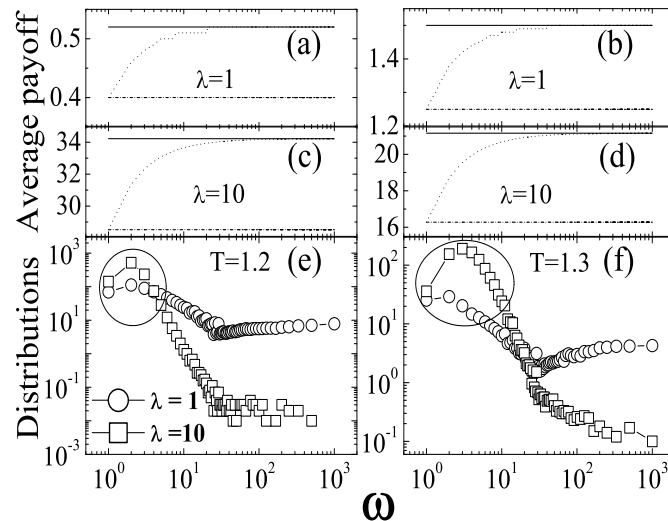 Average payoff
0.5
0.4
(a)
λ=1
1.4
1.2
(b)
λ=1
34
32
30
28
(c)
λ=10
20
18
16
(d)
λ=10
Distributions
10³
10¹
10⁻¹
10⁻³
T=1.2 (e)
λ = 1
λ =10
10² 
10¹
10⁰
10⁻¹
T=1.3 (f)
10⁰ 10¹ 10² 10³
10⁰ 10¹ 10² 10³
ω